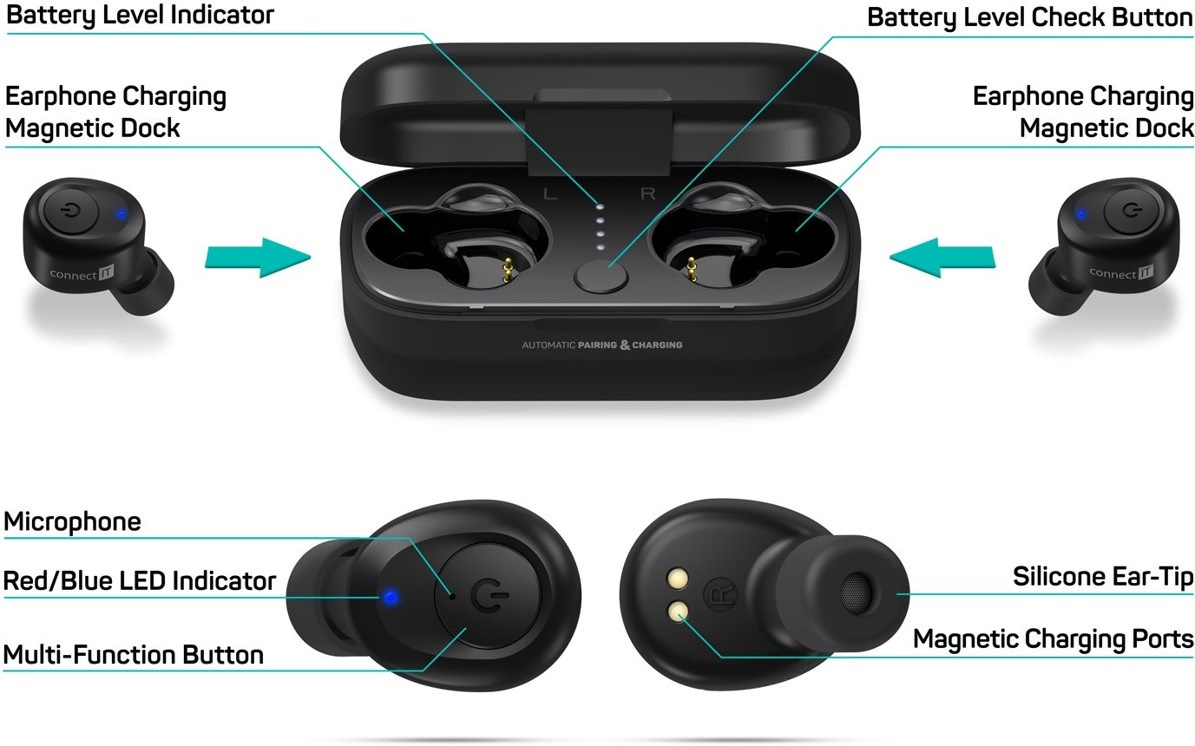 Battery Level Indicator
Battery Level Check Button
Earphone Charging
Magnetic Dock
Earphone Charging
Magnetic Dock
L R
connect IT
connect IT
AUTOMATIC PAIRING & CHARGING
Microphone
Red/Blue LED Indicator
Multi-Function Button
R
Silicone Ear-Tip
Magnetic Charging Ports